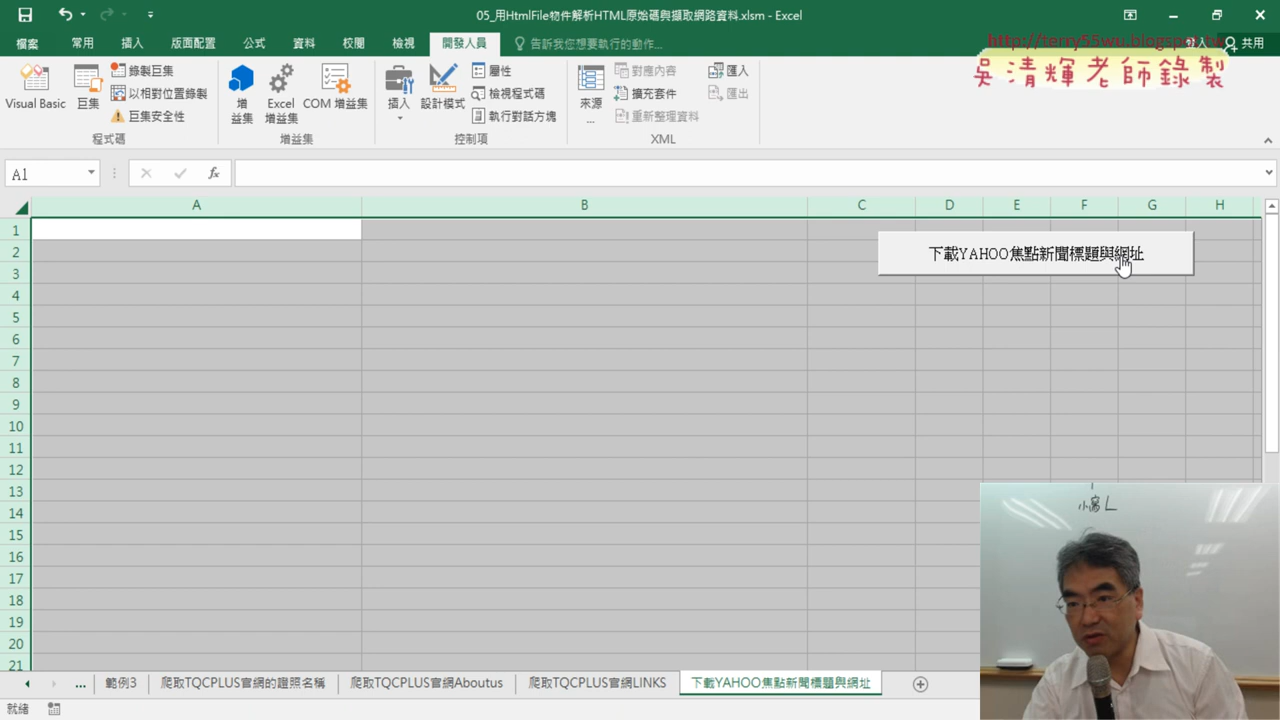 05_用HtmlFile物件解析HTML原始碼與擷取網路資料.xlsm - Excel
檔案 常用 插入 版面配置 公式 資料 校閱 檢視 開發人員 告訴我您想要執行的動作... 登入 共用
http://terry55wu.blogspot.tw
吳清輝老師錄製
Visual Basic 巨集 錄製巨集 以相對位置錄製 巨集安全性
增益集 Excel 增益集 COM 增益集
插入 設計模式 屬性 檢視程式碼 執行對話方塊
來源... 對應內容 擴充套件 重新整理資料 匯入 匯出
程式碼 增益集 控制項 XML
A1 fx
A B C D E F G H
1
下載YAHOO焦點新聞標題與網址
2
3
4
5
6
7
8
9
10
11
12
13
14
15
16
17
18
19
20
21
... 範例3 爬取TQCPLUS官網的證照名稱 爬取TQCPLUS官網Aboutus 爬取TQCPLUS官網LINKS 下載YAHOO焦點新聞標題與網址
就緒